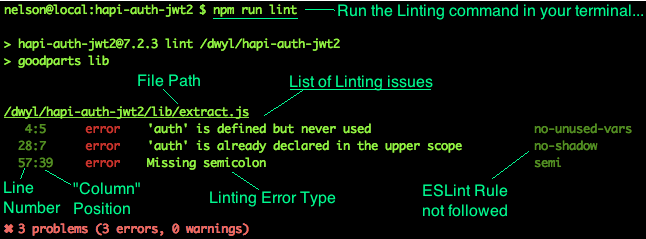 nelson@local:hapi-auth-jwt2 $ npm run lint Run the Linting command in your terminal...
> hapi-auth-jwt2@7.2.3 lint /dwyl/hapi-auth-jwt2
> goodparts lib
File Path
List of Linting issues
/dwyl/hapi-auth-jwt2/lib/extract.js
4:5 error 'auth' is defined but never used no-unused-vars
28:7 error 'auth' is already declared in the upper scope no-shadow
57:39 error Missing semicolon semi
Line Number
"Column" Position
Linting Error Type
ESLint Rule not followed
✖ 3 problems (3 errors, 0 warnings)